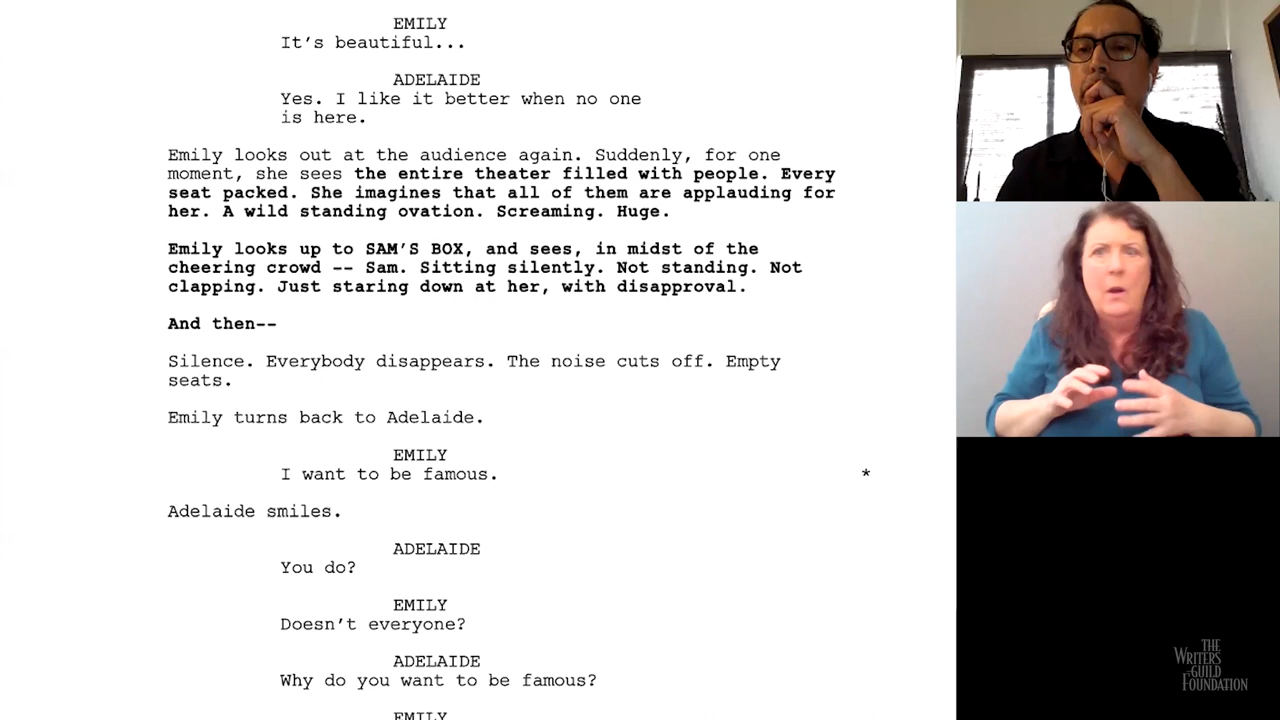 EMILY
It's beautiful...
ADELAIDE
Yes. I like it better when no one
is here.
Emily looks out at the audience again. Suddenly, for one
moment, she sees the entire theater filled with people. Every
seat packed. She imagines that all of them are applauding for
her. A wild standing ovation. Screaming. Huge.
Emily looks up to SAM'S BOX, and sees, in midst of the
cheering crowd -- Sam. Sitting silently. Not standing. Not
clapping. Just staring down at her, with disapproval.
And then--
Silence. Everybody disappears. The noise cuts off. Empty
seats.
Emily turns back to Adelaide.
EMILY
I want to be famous. *
Adelaide smiles.
ADELAIDE
You do?
EMILY
Doesn't everyone?
ADELAIDE
Why do you want to be famous?
EMILY
THE
WRITERS
GUILD
FOUNDATION